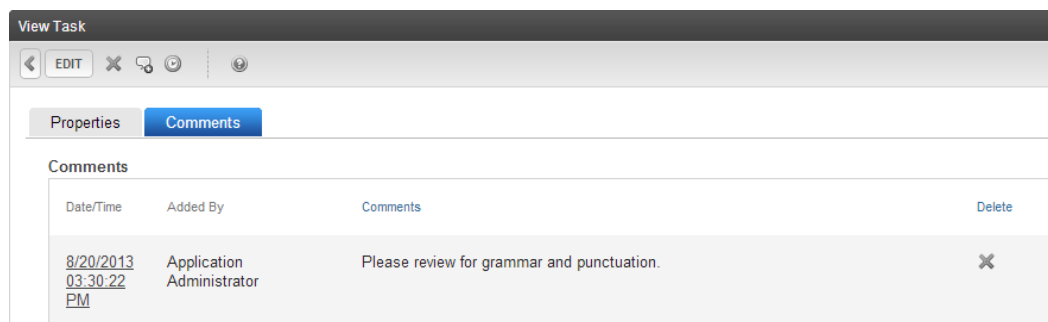 View Task
EDIT
Properties Comments
Comments
Date/Time Added By Comments Delete
8/20/2013 Application Please review for grammar and punctuation.
03:30:22 Administrator
PM